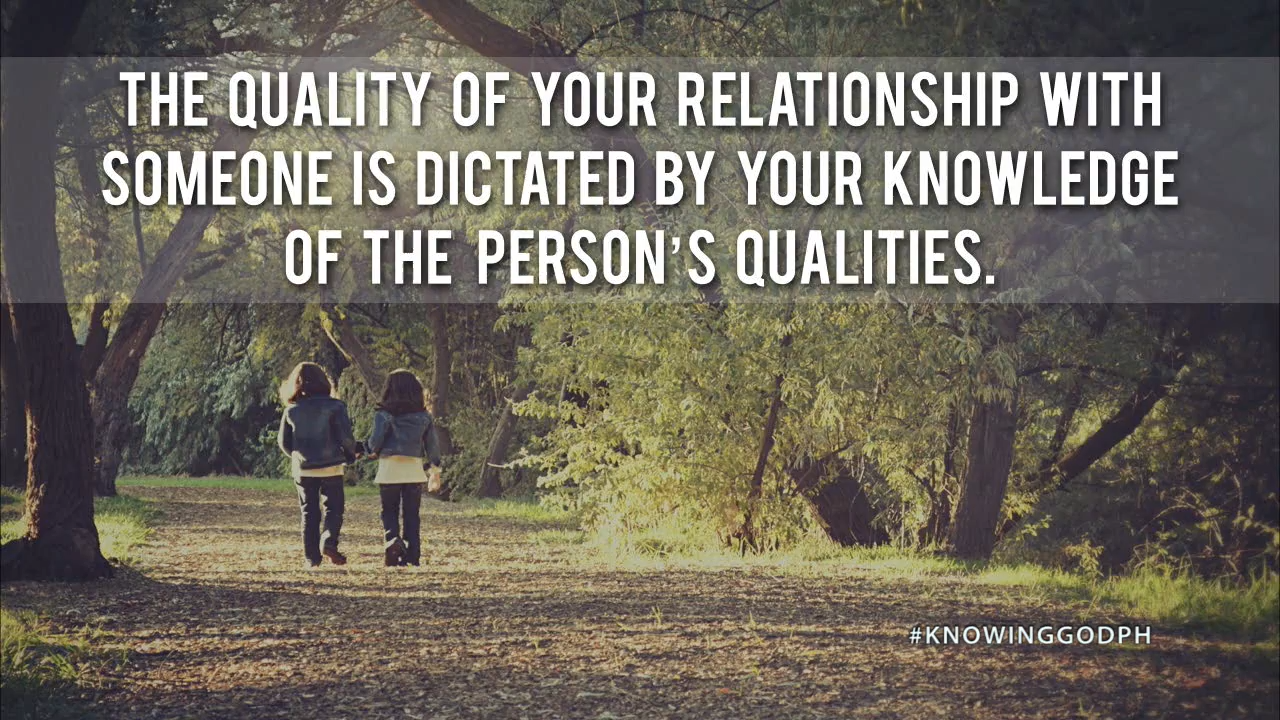 THE QUALITY OF YOUR RELATIONSHIP WITH
SOMEONE IS DICTATED BY YOUR KNOWLEDGE
OF THE PERSON'S QUALITIES.
#KNOWINGGODPH